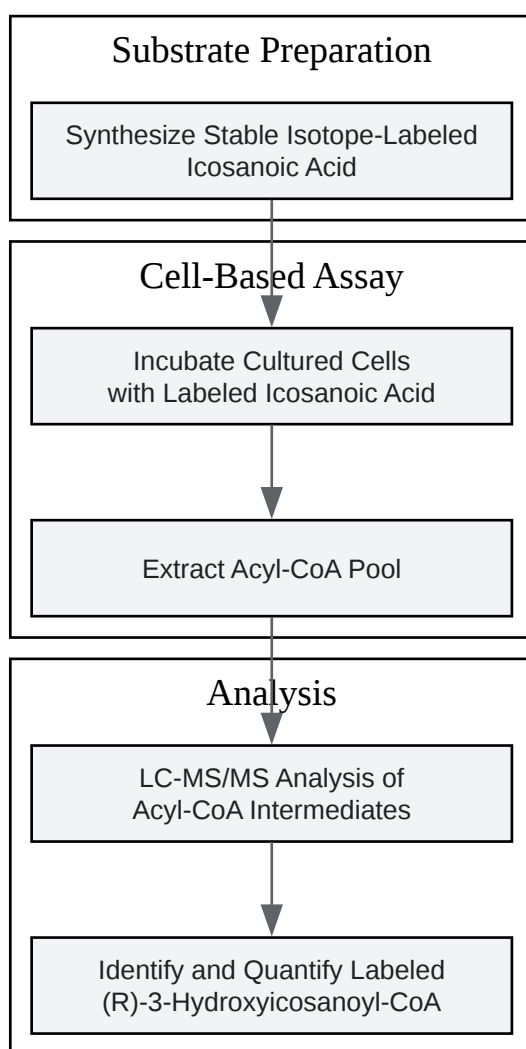 Substrate Preparation
Synthesize Stable Isotope-Labeled
Icosanoic Acid
Cell-Based Assay
Incubate Cultured Cells
with Labeled Icosanoic Acid
Extract Acyl-CoA Pool
Analysis
LC-MS/MS Analysis of
Acyl-CoA Intermediates
Identify and Quantify Labeled
(R)-3-Hydroxyicosanoyl-CoA